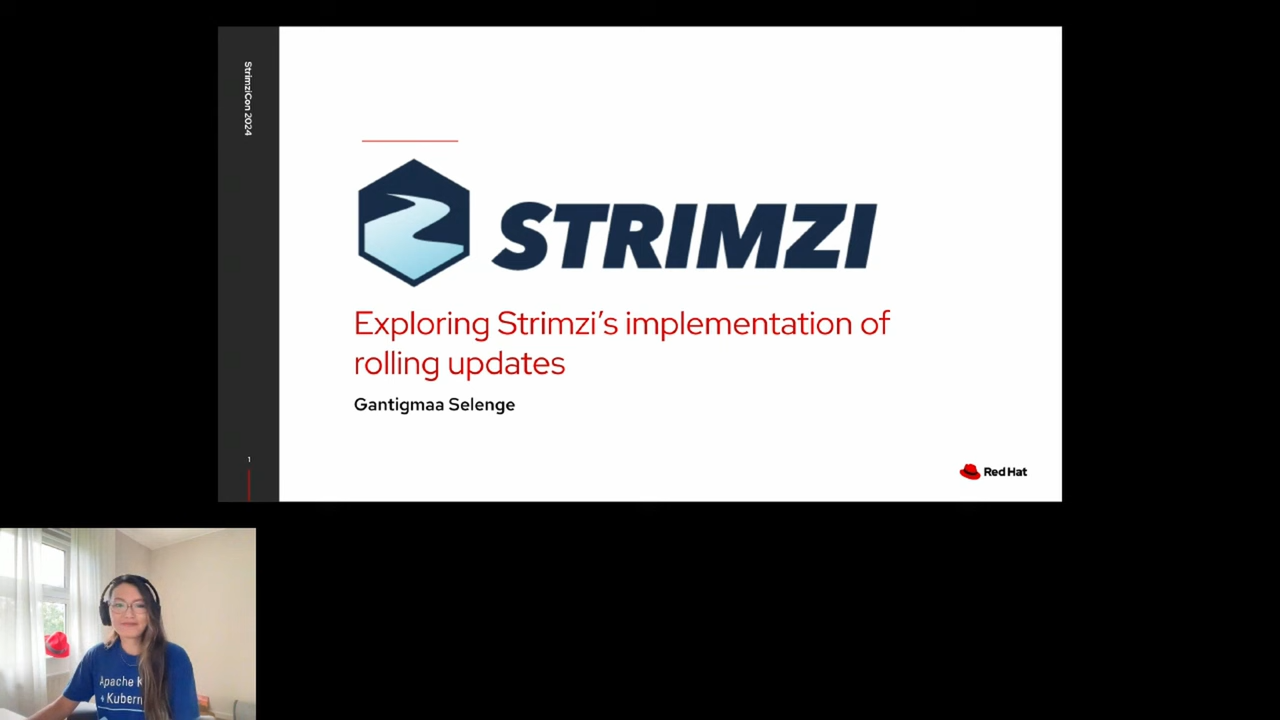 StrimziCon 2024
STRIMZI
Exploring Strimzi’s implementation of
rolling updates
Gantigmaa Selenge
1
Red Hat
Apache K
+ Kubern